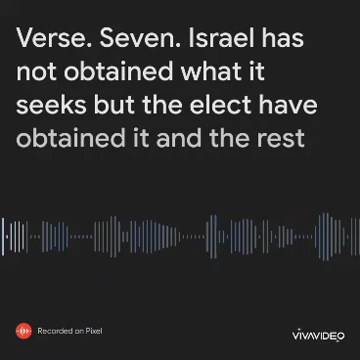 Verse. Seven. Israel has
not obtained what it
seeks but the elect have
obtained it and the rest
Recorded on Pixel
VIVAVIDEO